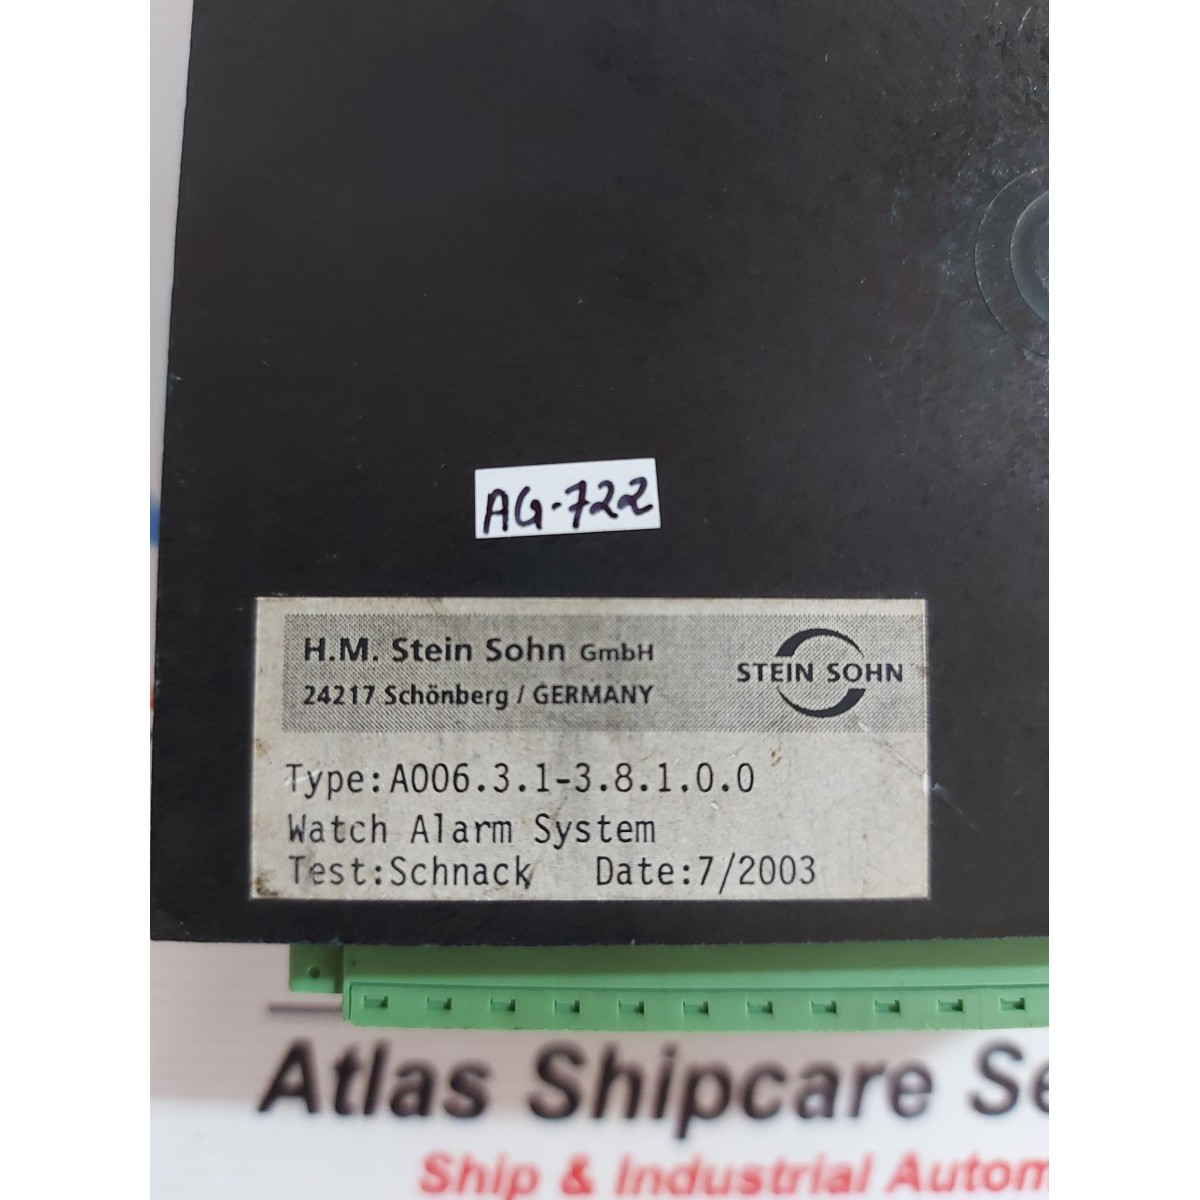 AG-722
H.M. Stein Sohn GmbH
24217 Schönberg / GERMANY
STEIN SOHN
Type:A006.3.1-3.8.1.0.0
Watch Alarm System
Test:Schnack Date:7/2003
Atlas Shipcare Se
Ship & Industrial Autom